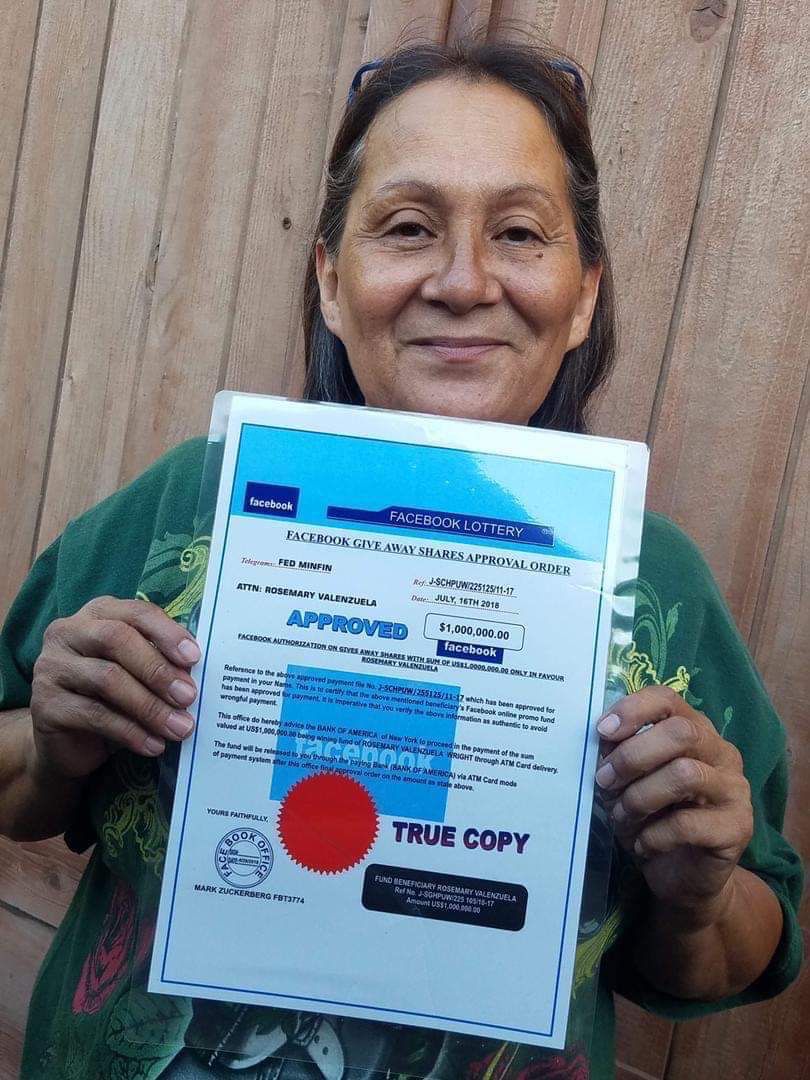 facebook
FACEBOOK LOTTERY
FACEBOOK GIVE AWAY SHARES APPROVAL ORDER
Telegrams: FED MINFIN
Ref: J-SCHPUW/225125/11-17
ATTN: ROSEMARY VALENZUELA
Date: JULY, 16TH 2018
APPROVED
$1,000,000.00
facebook
FACEBOOK AUTHORIZATION ON GIVES AWAY SHARES WITH SUM OF US$1,0000,000.00 ONLY IN FAVOUR
ROSEMARY VALENZUELA
Reference to the above approved payment file No. J-SCHPUW/255125/11-17 which has been approved for
payment in your Name. This is to certify that the above mentioned beneficiary's Facebook online promo fund
has been approved for payment. It is imperative that you verify the above information as authentic to avoid
wrongful payment.
This office do hereby advice the BANK OF AMERICA of New York to proceed in the payment of the sum
valued at US$1,000,000.00 being wining fund of ROSEMARY VALENZUELA WRIGHT through ATM Card delivery.
The fund will be released to you through the paying Bank (BANK OF AMERICA) via ATM Card mode
of payment system after this office final approval order on the amount as state above.
facebook
YOURS FAITHFULLY,
FACEBOOK OFFICE
TRUE COPY
MARK ZUCKERBERG FBT3774
FUND BENEFICIARY ROSEMARY VALENZUELA
Ref No. J-SGHPUW/225 165/18-17
Amount US$1,000,000.00